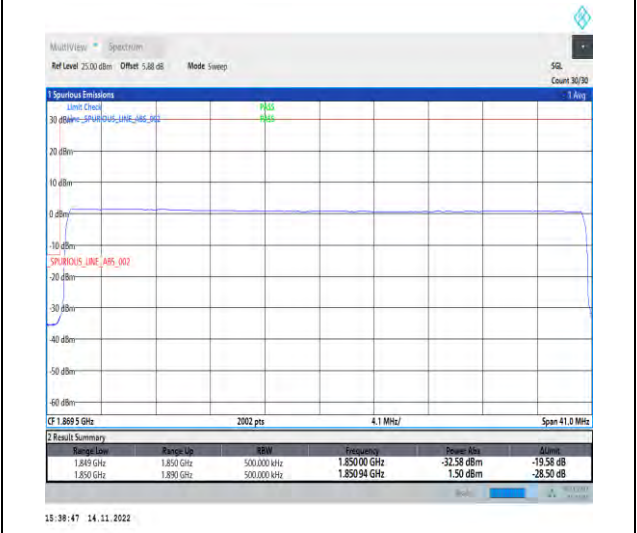 MultiView Spectrum
Ref Level 25.00 dBm Offset 5.88 dB Mode Sweep SGL
Count 30/30
1 Spurious Emissions 1 Avg
Limit Check PASS
30 dBm Line _SPURIOUS_LINE_ABS_002 PASS
20 dBm
10 dBm
0 dBm
-10 dBm
SPURIOUS_LINE_ABS_002
-20 dBm
-30 dBm
-40 dBm
-50 dBm
-60 dBm
CF 1.869 5 GHz 2002 pts 4.1 MHz/ Span 41.0 MHz
2 Result Summary
Range Low Range Up RBW Frequency Power Abs ΔLimit
1.849 GHz 1.850 GHz 500.000 kHz 1.850 00 GHz -32.58 dBm -19.58 dB
1.850 GHz 1.890 GHz 500.000 kHz 1.850 94 GHz 1.50 dBm -28.50 dB
15:38:47 14.11.2022